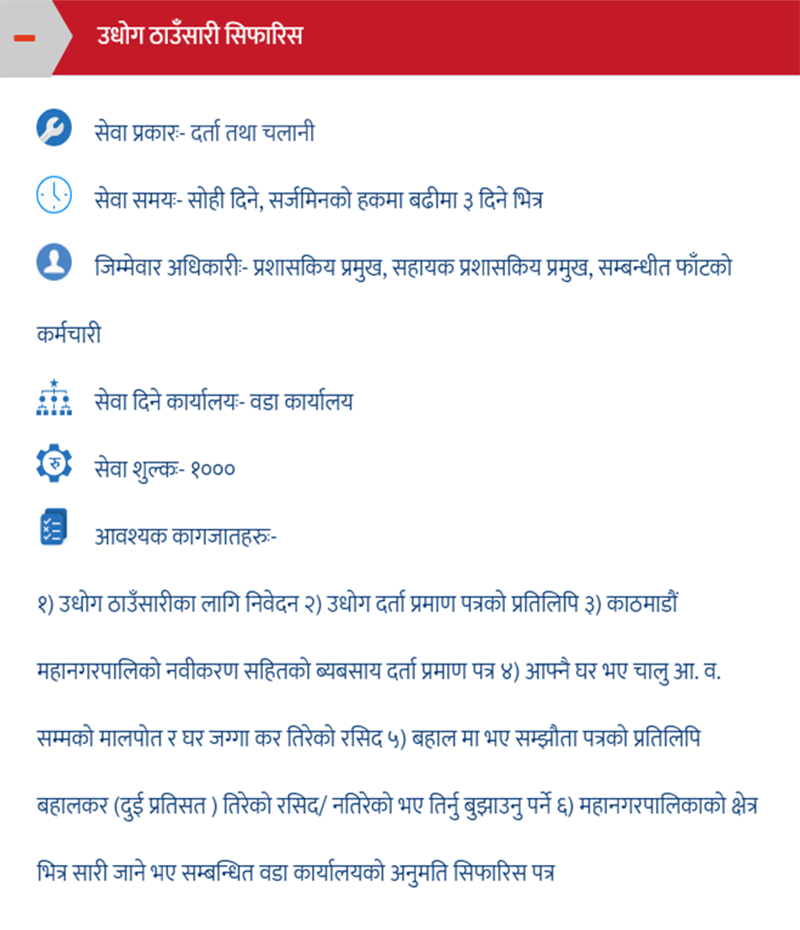 उधोग ठाउँसारी सिफारिस
सेवा प्रकारः- दर्ता तथा चलानी
सेवा समयः- सोही दिने, सर्जमिनको हकमा बढीमा ३ दिने भित्र
जिम्मेवार अधिकारीः- प्रशासकिय प्रमुख, सहायक प्रशासकिय प्रमुख, सम्बन्धीत फाँटको
कर्मचारी
सेवा दिने कार्यालयः- वडा कार्यालय
रु
सेवा शुल्कः- १०००
आवश्यक कागजातहरुः-
१) उधोग ठाउँसारीका लागि निवेदन २) उधोग दर्ता प्रमाण पत्रको प्रतिलिपि ३) काठमाडौं
महानगरपालिको नवीकरण सहितको ब्यबसाय दर्ता प्रमाण पत्र ४) आफ्नै घर भए चालु आ. व.
सम्मको मालपोत र घर जग्गा कर तिरेको रसिद ५) बहाल मा भए सम्झौता पत्रको प्रतिलिपि
बहालकर (दुई प्रतिसत ) तिरेको रसिद/ नतिरेको भए तिर्नु बुझाउनु पर्ने ६) महानगरपालिकाको क्षेत्र
भित्र सारी जाने भए सम्बन्धित वडा कार्यालयको अनुमति सिफारिस पत्र